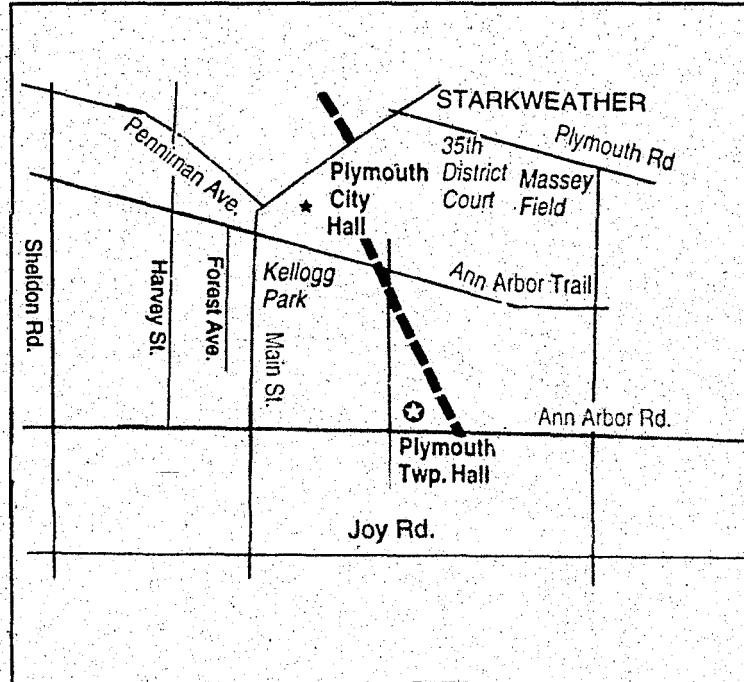 STARKWEATHER
Plymouth Rd
Penniman Ave.
35th
District
Court
Massey
Field
Plymouth
City
Hall
Sheldon Rd.
Harvey St.
Forest Ave.
Kellogg
Park
Main St.
Ann Arbor Trail
Ann Arbor Rd.
Plymouth
Twp. Hall
Joy Rd.